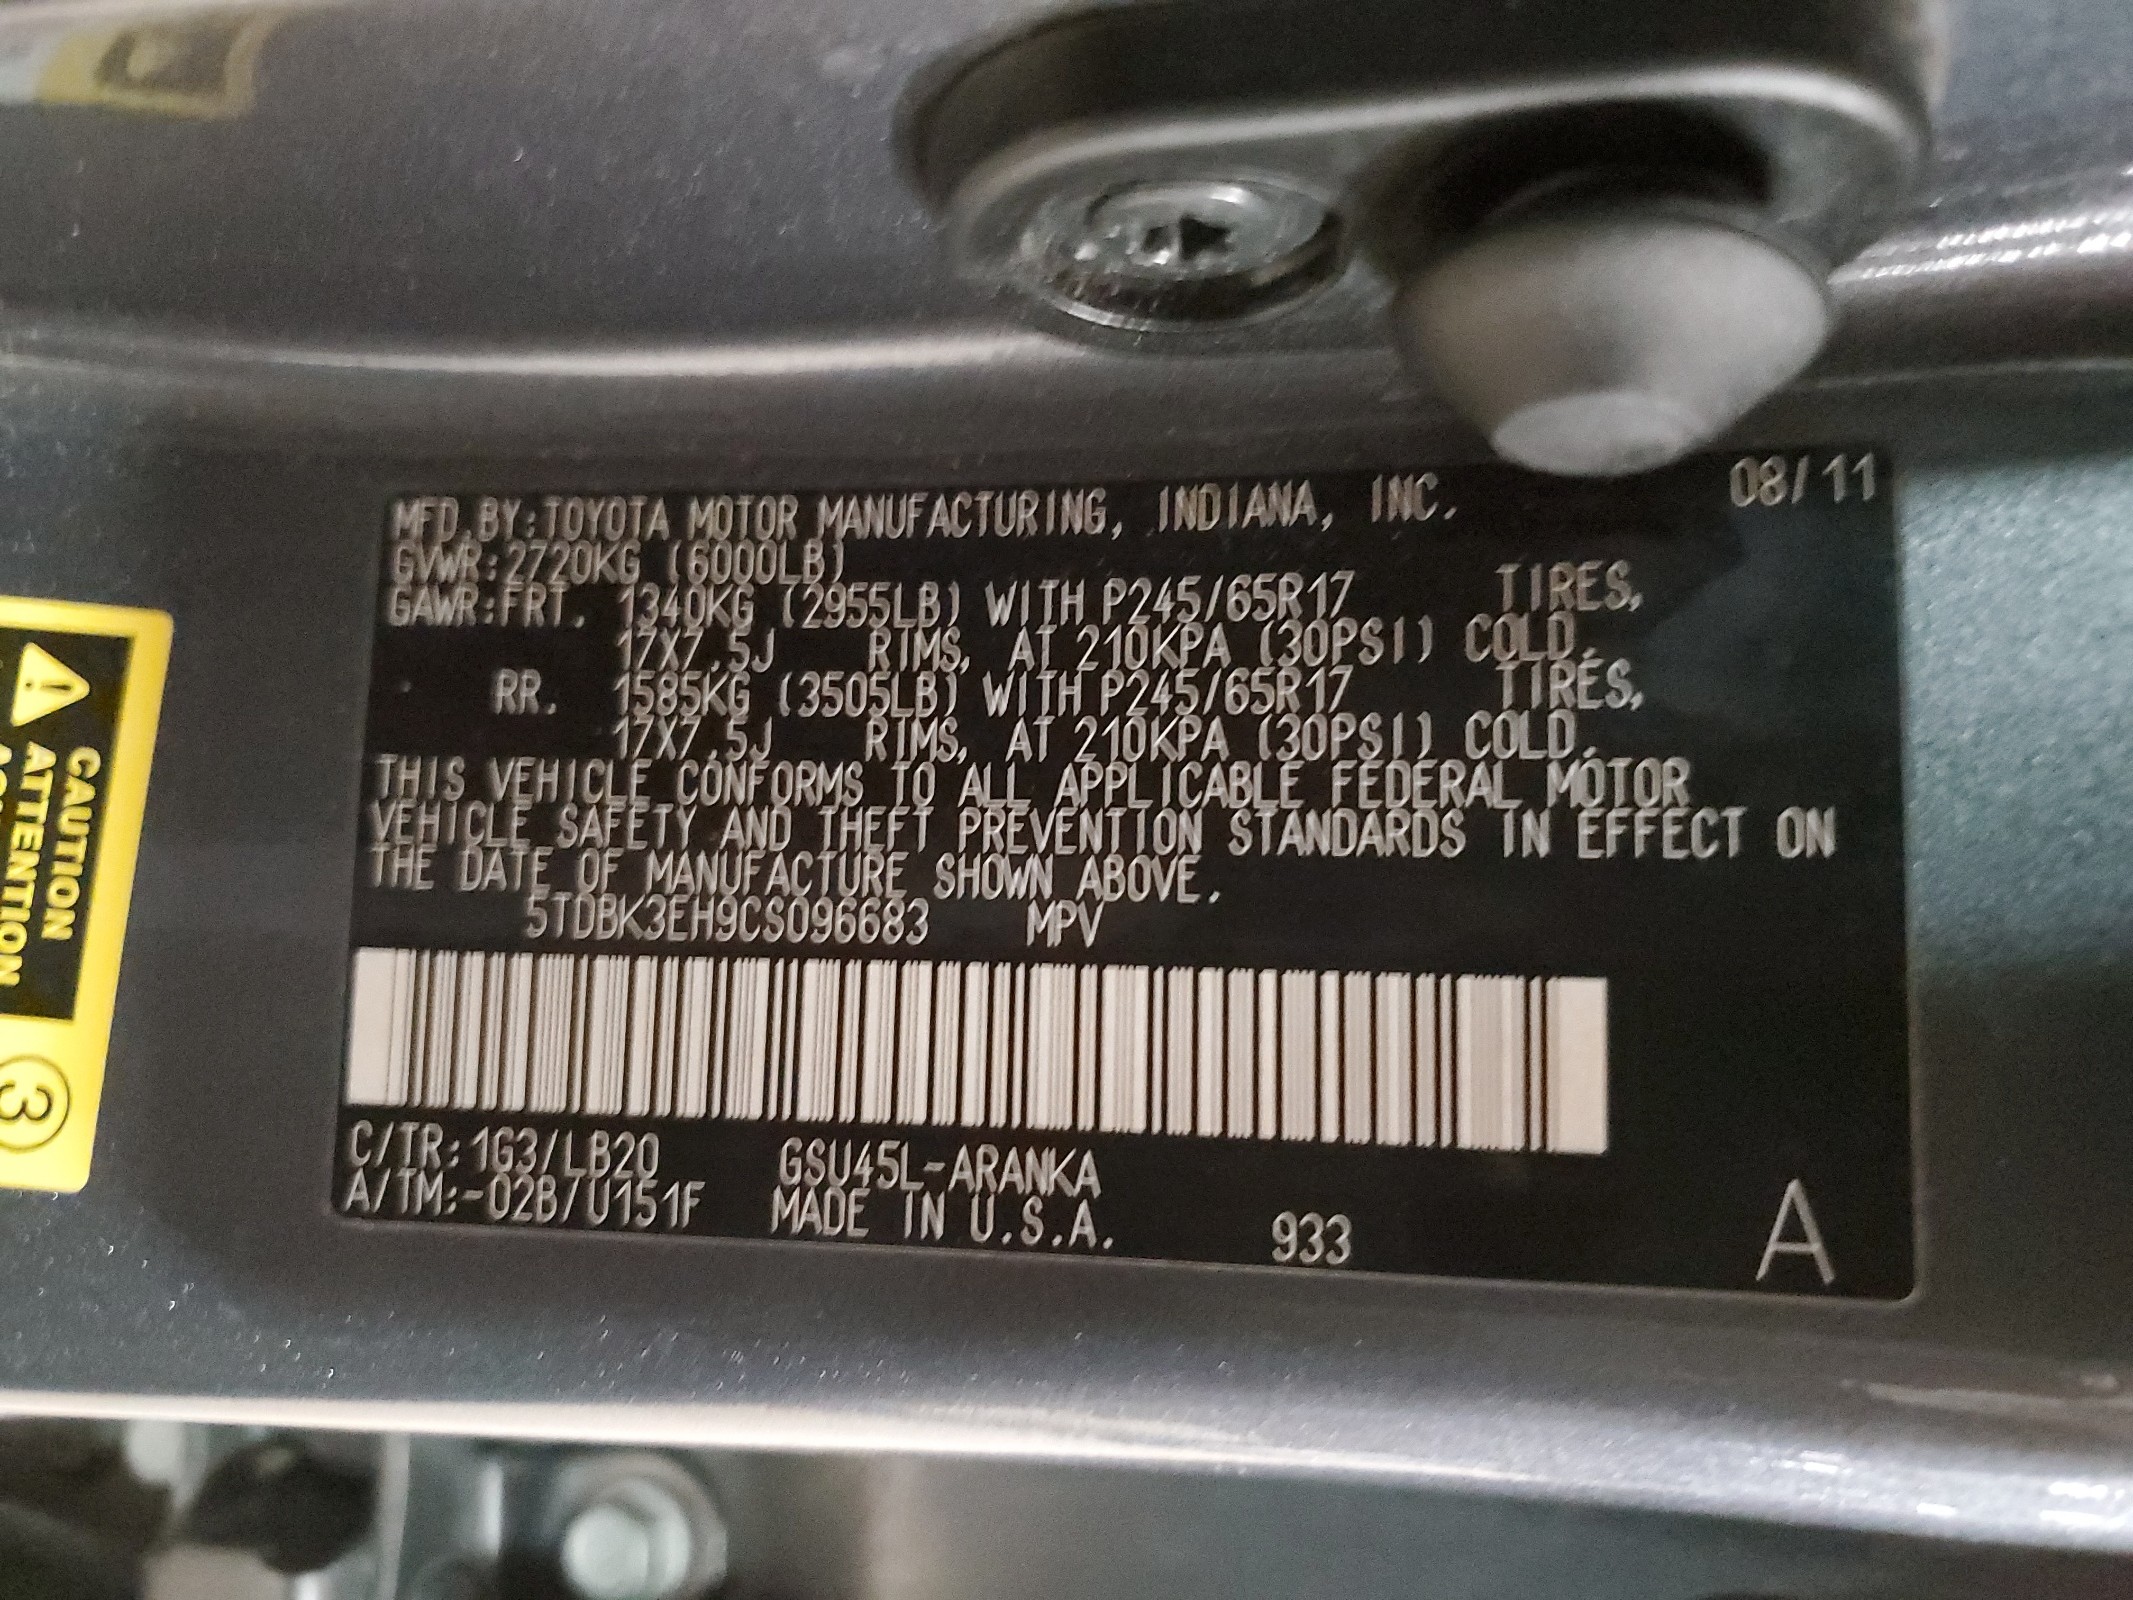 MFD.BY:TOYOTA MOTOR MANUFACTURING, INDIANA, INC. 08/11
GVWR:2720KG (6000LB)
GAWR:FRT. 1340KG (2955LB) WITH P245/65R17 TIRES,
17X7.5J RIMS, AT 210KPA (30PSI) COLD.
RR. 1585KG (3505LB) WITH P245/65R17 TIRES,
17X7.5J RIMS, AT 210KPA (30PSI) COLD.
THIS VEHICLE CONFORMS TO ALL APPLICABLE FEDERAL MOTOR
VEHICLE SAFETY AND THEFT PREVENTION STANDARDS IN EFFECT ON
THE DATE OF MANUFACTURE SHOWN ABOVE.
5TDBK3EH9CS096683 MPV
C/TR:1G3/LB20 GSU45L-ARANKA
A/TM:-02B/U151F MADE IN U.S.A. 933 A
CAUTION
ATTENTION
3